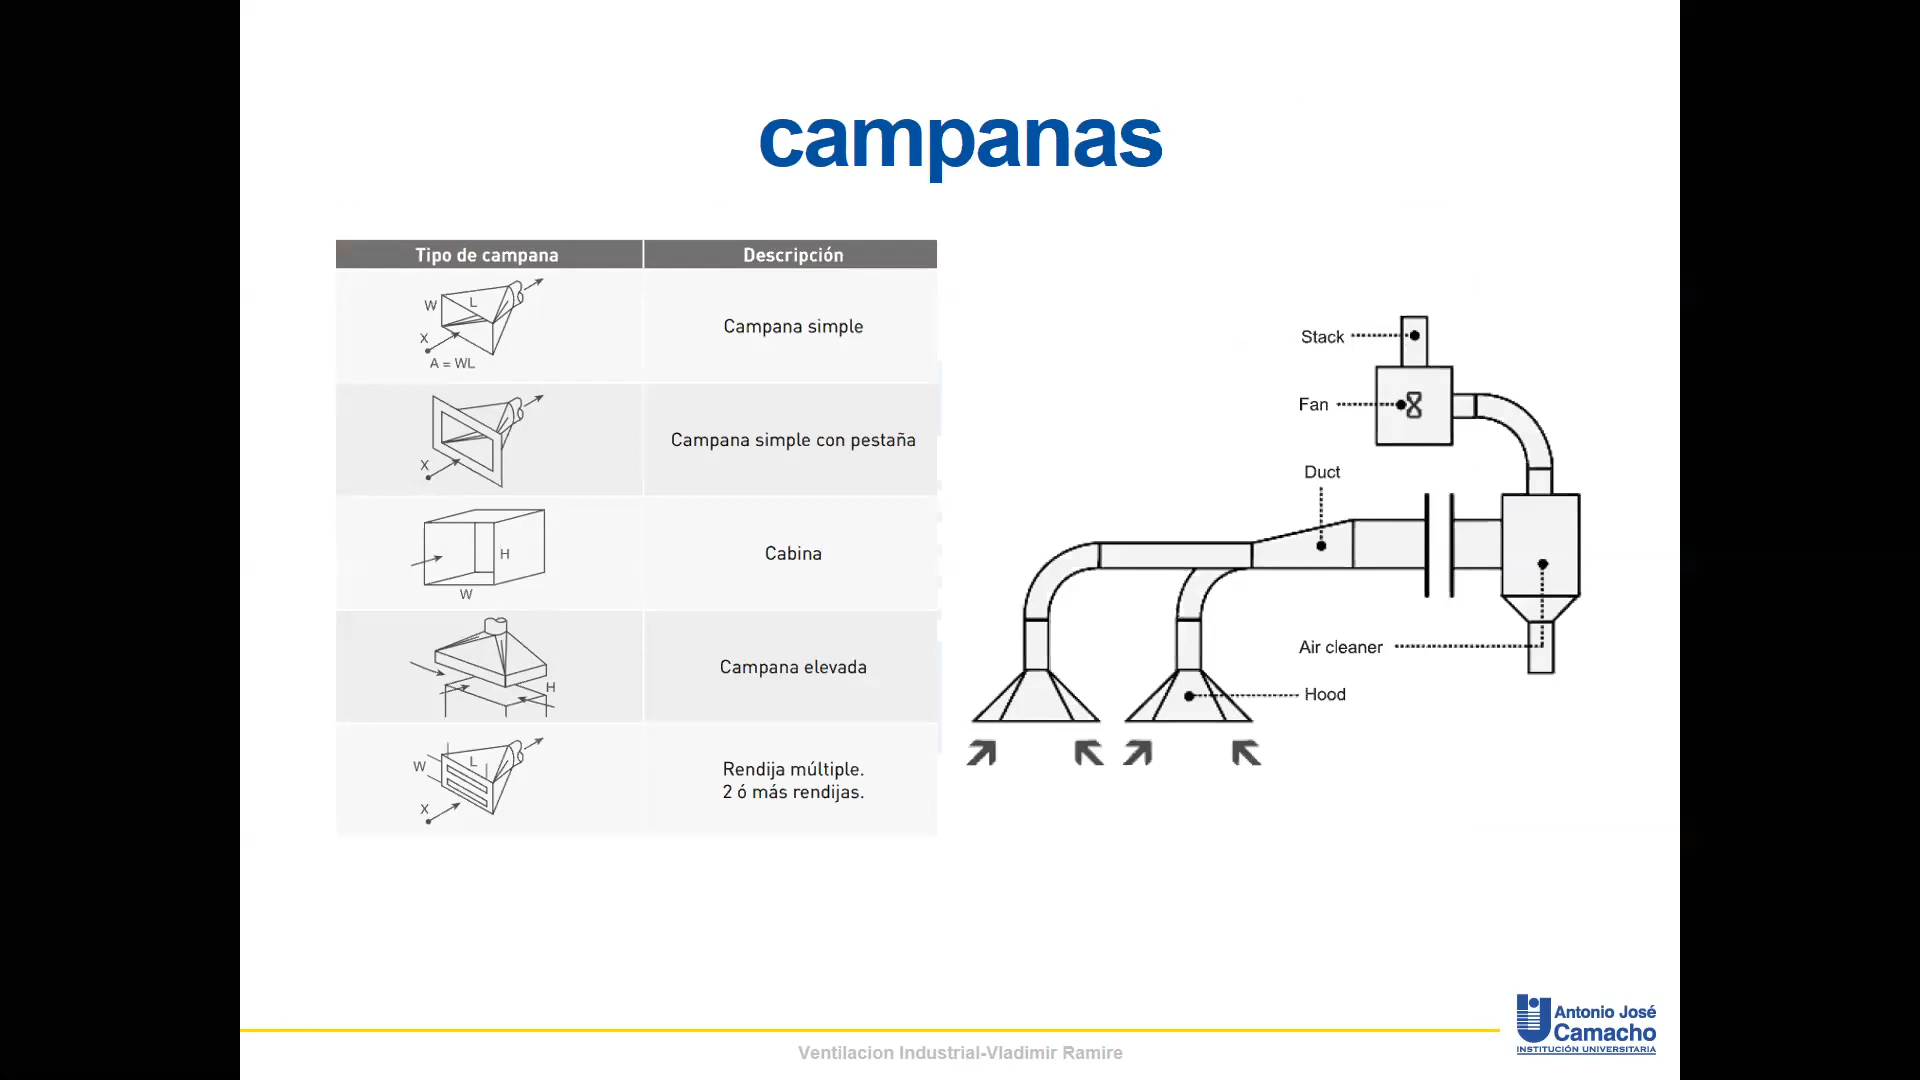 campanas
Tipo de campana
Descripción
W
L
X
A = WL
Campana simple
X
Campana simple con pestaña
H
W
Cabina
H
Campana elevada
W
L
X
Rendija múltiple.
2 ó más rendijas.
Stack
Fan
Duct
Air cleaner
Hood
Ventilacion Industrial-Vladimir Ramire
Antonio José
Camacho
INSTITUCIÓN UNIVERSITARIA